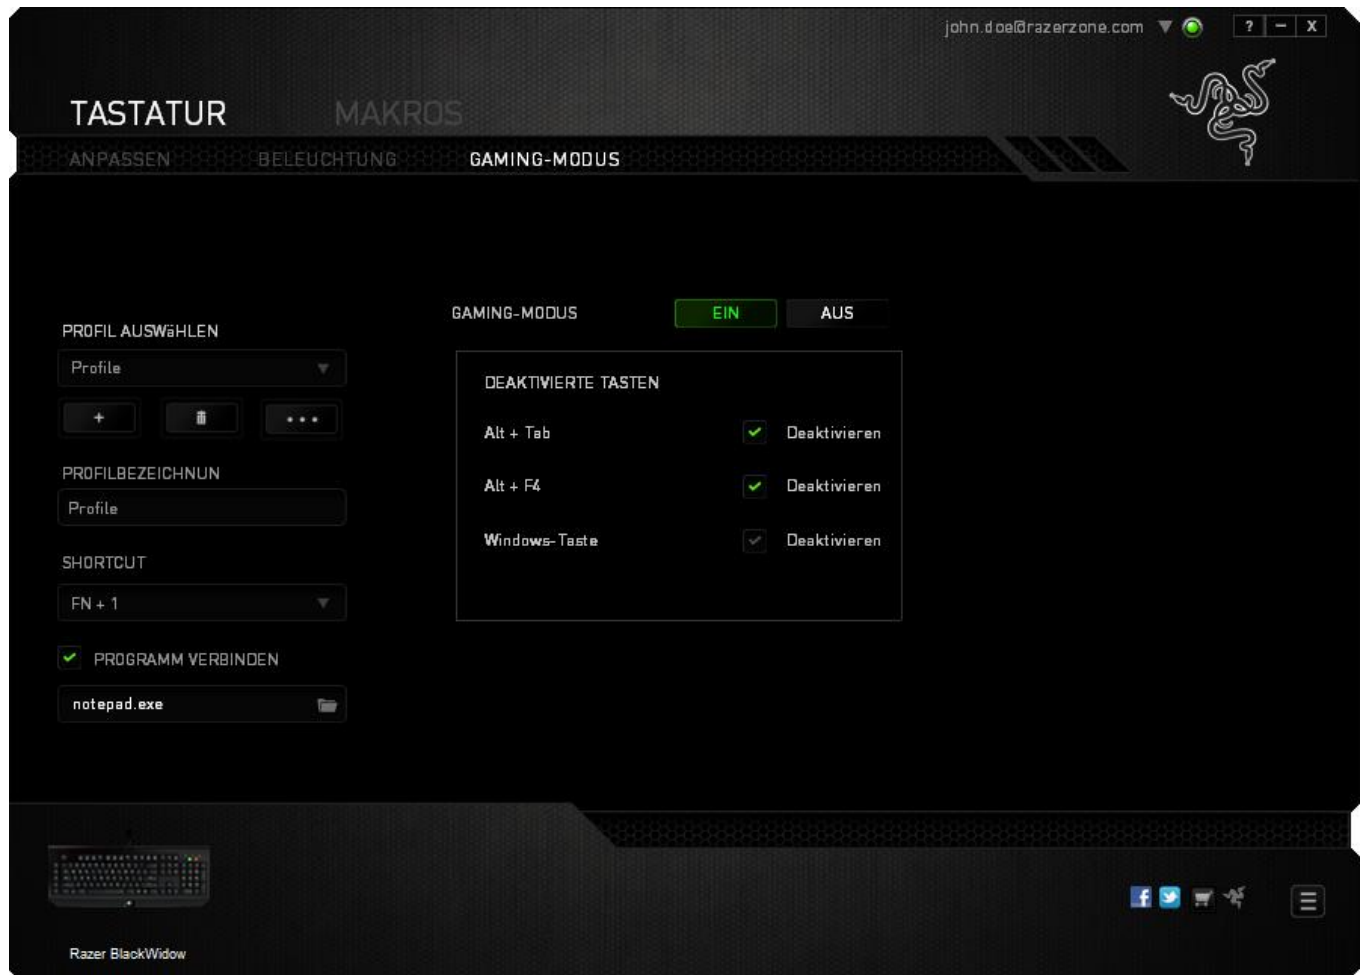 john.doe@razerzone.com
? – X
TASTATUR MAKROS
ANPASSEN BELEUCHTUNG GAMING-MODUS
PROFIL AUSWäHLEN
Profile
+ •••
PROFILBEZEICHNUN
Profile
SHORTCUT
FN + 1
PROGRAMM VERBINDEN
notepad.exe
GAMING-MODUS EIN AUS
DEAKTIVIERTE TASTEN
Alt + Tab Deaktivieren
Alt + F4 Deaktivieren
Windows-Taste Deaktivieren
Razer BlackWidow